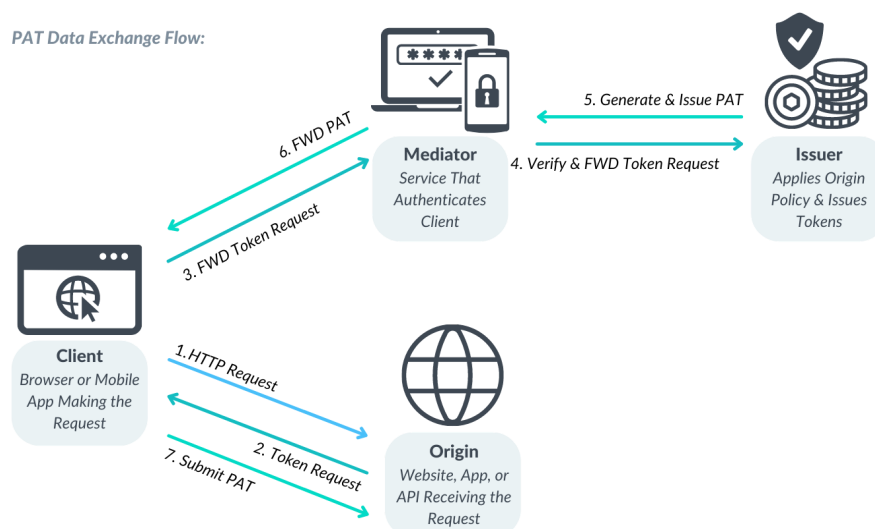 PAT Data Exchange Flow:
****
5. Generate & Issue PAT
6. FWD PAT
Mediator
Service That
Authenticates
Client
4. Verify & FWD Token Request
Issuer
Applies Origin
Policy & Issues
Tokens
3. FWD Token Request
Client
Browser or Mobile
App Making the
Request
1. HTTP Request
2. Token Request
7. Submit PAT
Origin
Website, App, or
API Receiving the
Request